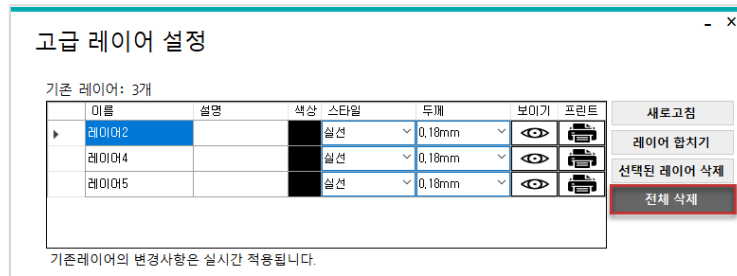 고급 레이어 설정
기존 레이어: 3개
이름 설명 색상 스타일 두께 보이기 프린트
레이어2 실선 0,18mm
레이어4 실선 0,18mm
레이어5 실선 0,18mm
새로고침
레이어 합치기
선택된 레이어 삭제
전체 삭제
기존레이어의 변경사항은 실시간 적용됩니다.